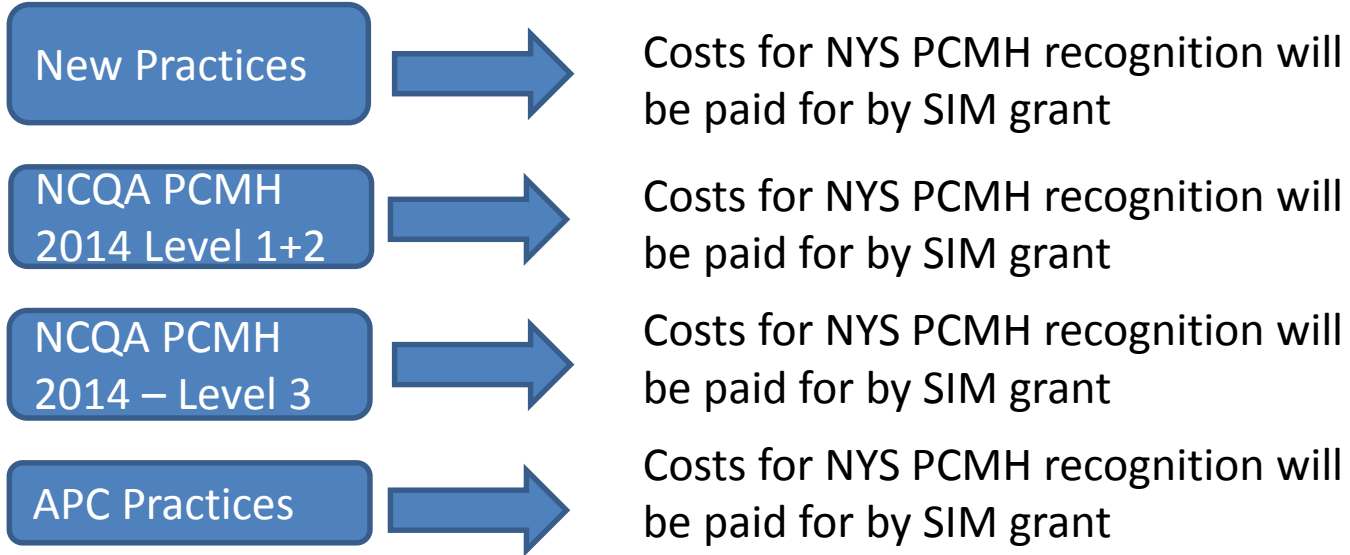 New Practices
Costs for NYS PCMH recognition will
be paid for by SIM grant
NCQA PCMH
2014 Level 1+2
Costs for NYS PCMH recognition will
be paid for by SIM grant
NCQA PCMH
2014 – Level 3
Costs for NYS PCMH recognition will
be paid for by SIM grant
APC Practices
Costs for NYS PCMH recognition will
be paid for by SIM grant